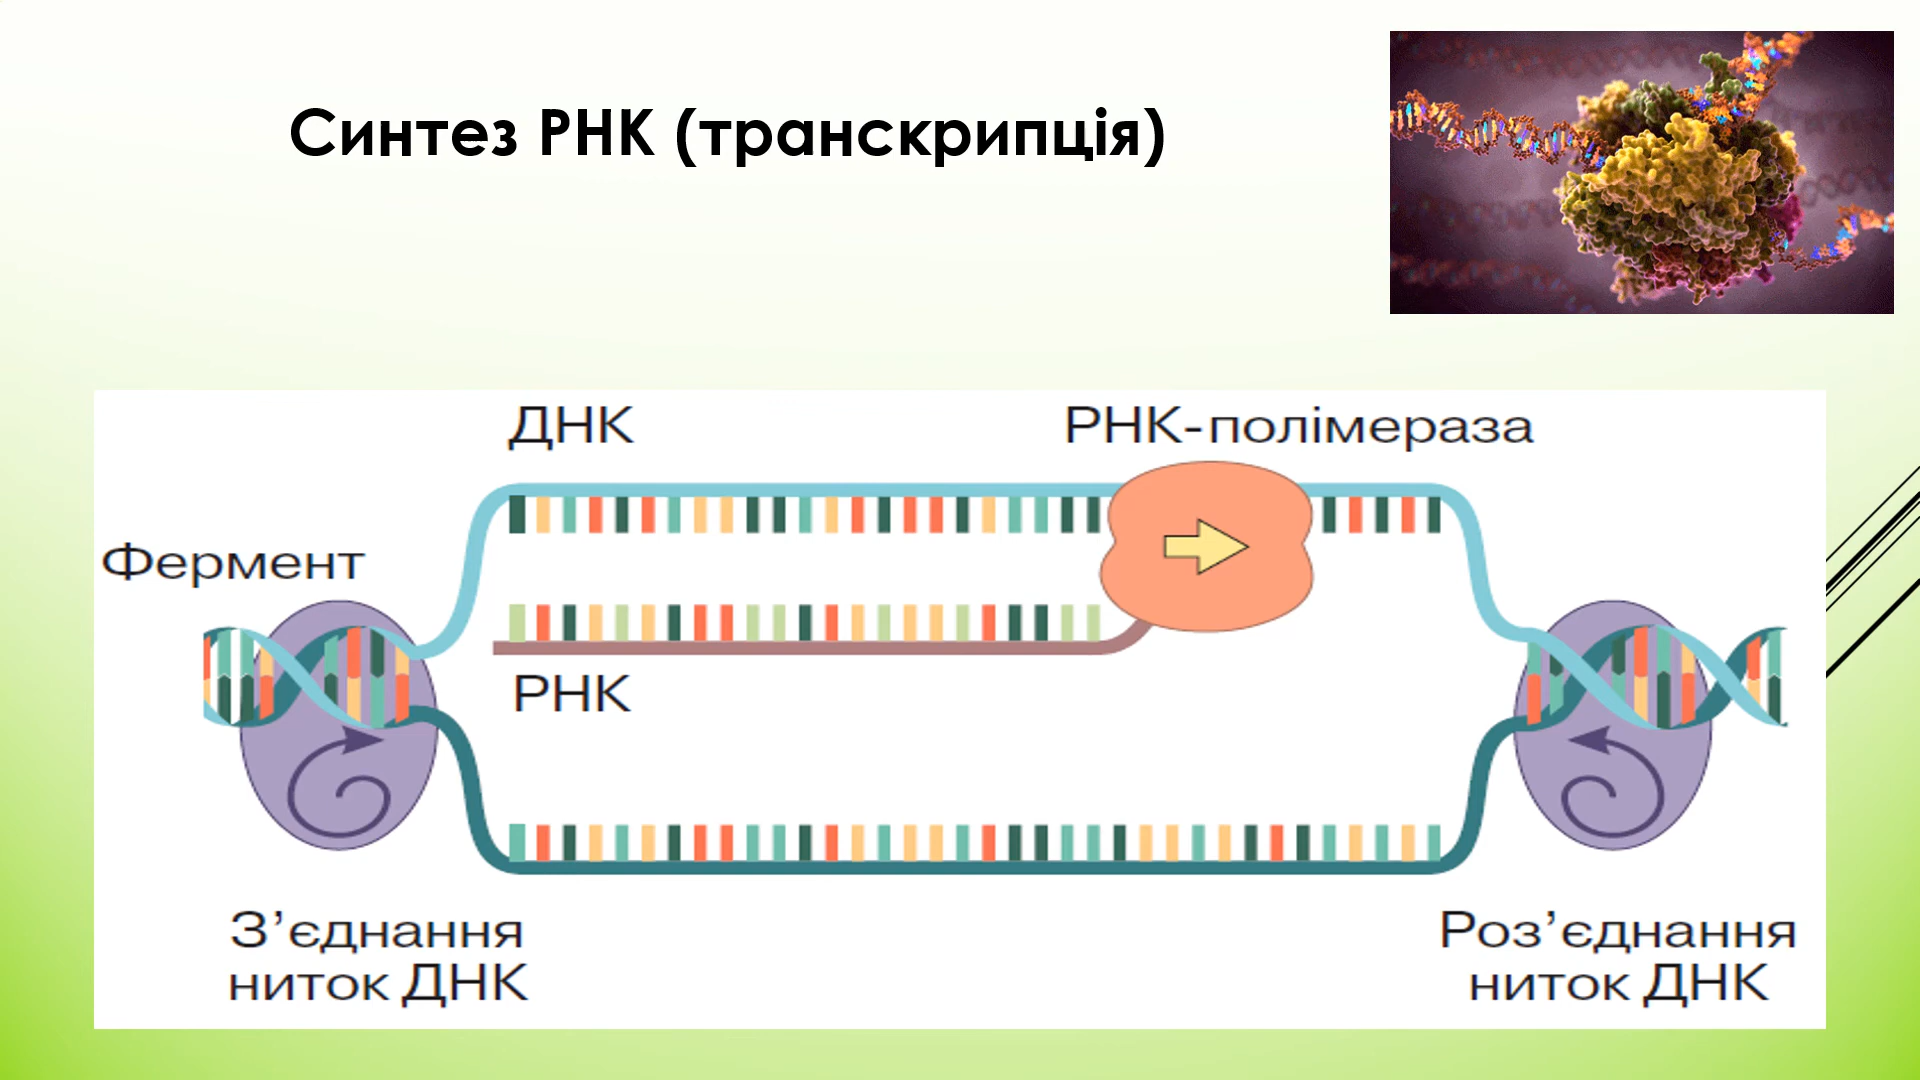 Синтез РНК (транскрипція)
ДНК
РНК-полімераза
Фермент
РНК
З’єднання
ниток ДНК
Роз’єднання
ниток ДНК